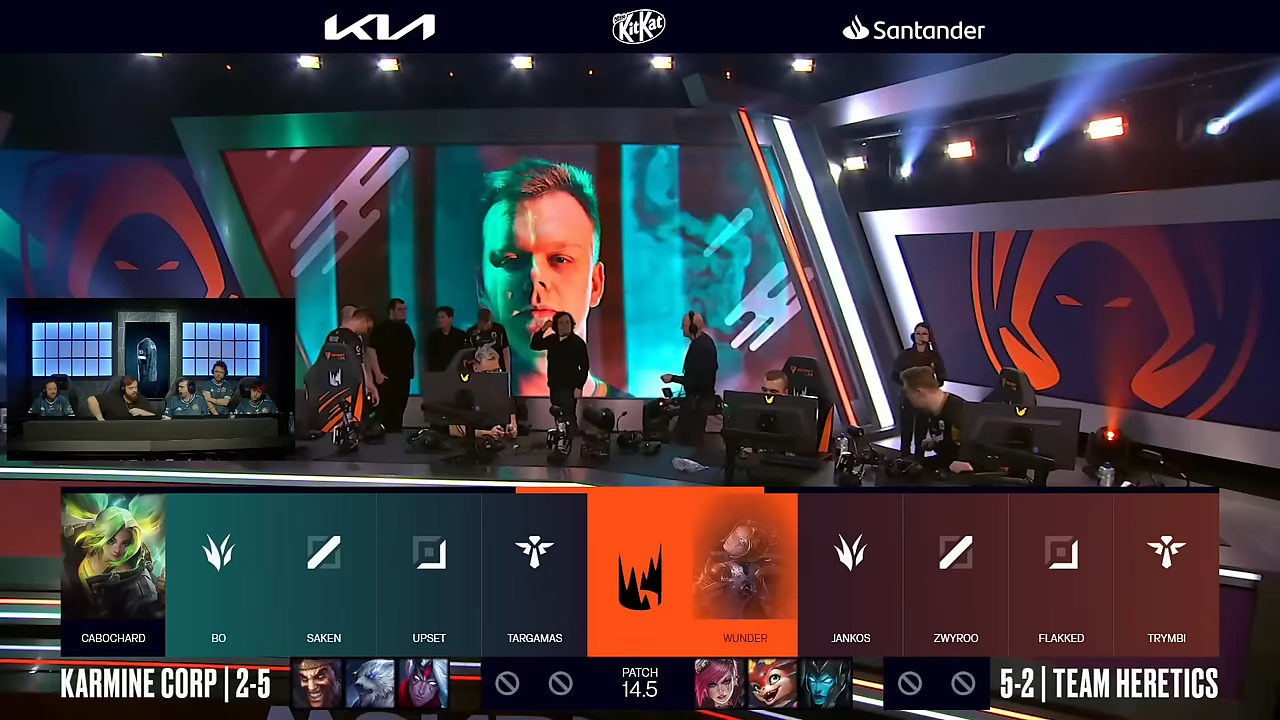 KIA
KitKat
Santander
CABOCHARD
BO
SAKEN
UPSET
TARGAMAS
WUNDER
JANKOS
ZWYROO
FLAKKED
TRYMBI
KARMINE CORP | 2-5
PATCH
14.5
5-2 | TEAM HERETICS